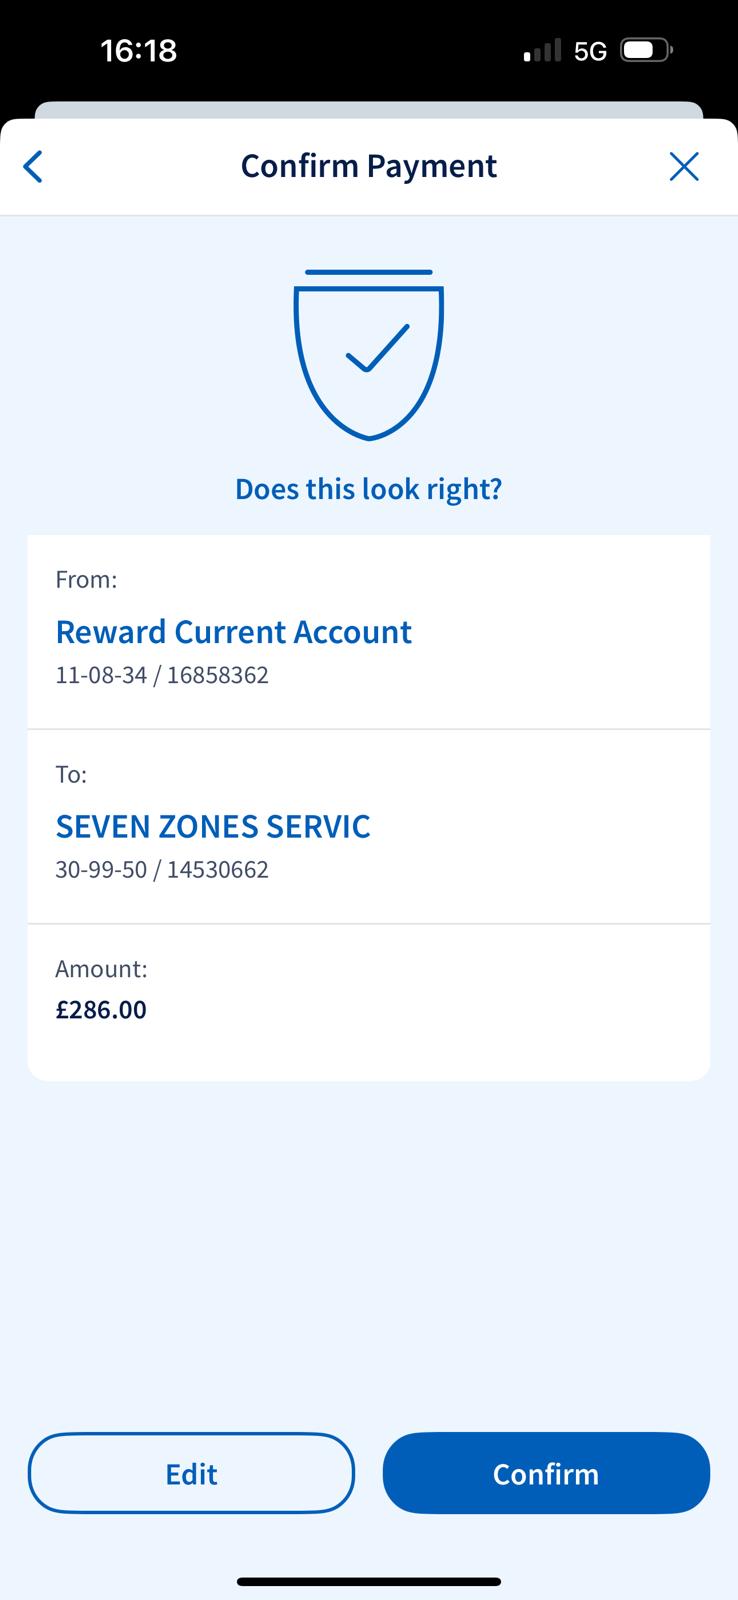 16:18 5G
Confirm Payment
Does this look right?
From:
Reward Current Account
11-08-34 / 16858362
To:
SEVEN ZONES SERVIC
30-99-50 / 14530662
Amount:
£286.00
Edit Confirm